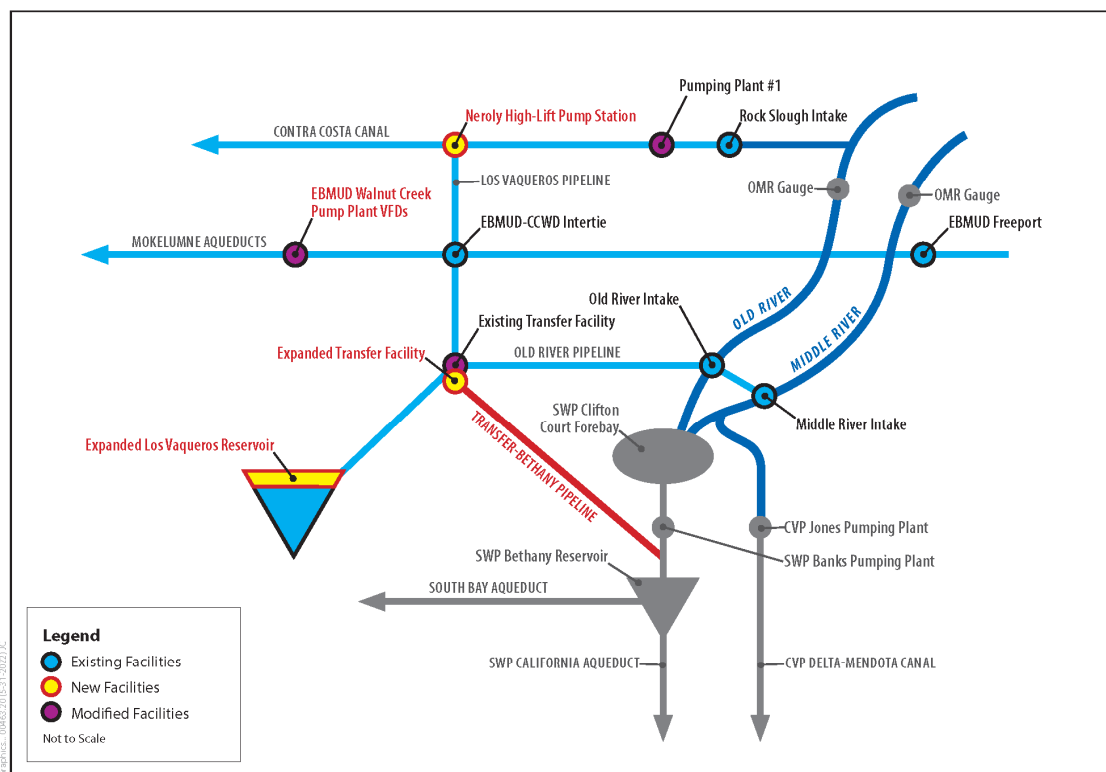 Pumping Plant #1
Neroly High-Lift Pump Station
Rock Slough Intake
CONTRA COSTA CANAL
LOS VAQUEROS PIPELINE
OMR Gauge
OMR Gauge
EBMUD Walnut Creek
Pump Plant VFDs
EBMUD-CCWD Intertie
EBMUD Freeport
MOKELUMNE AQUEDUCTS
Old River Intake
OLD RIVER
MIDDLE RIVER
Existing Transfer Facility
Expanded Transfer Facility
OLD RIVER PIPELINE
SWP Clifton
Court Forebay
Middle River Intake
Expanded Los Vaqueros Reservoir
TRANSFER-BETHANY PIPELINE
CVP Jones Pumping Plant
SWP Bethany Reservoir
SWP Banks Pumping Plant
SOUTH BAY AQUEDUCT
SWP CALIFORNIA AQUEDUCT
CVP DELTA-MENDOTA CANAL
Legend
Existing Facilities
New Facilities
Modified Facilities
Not to Scale